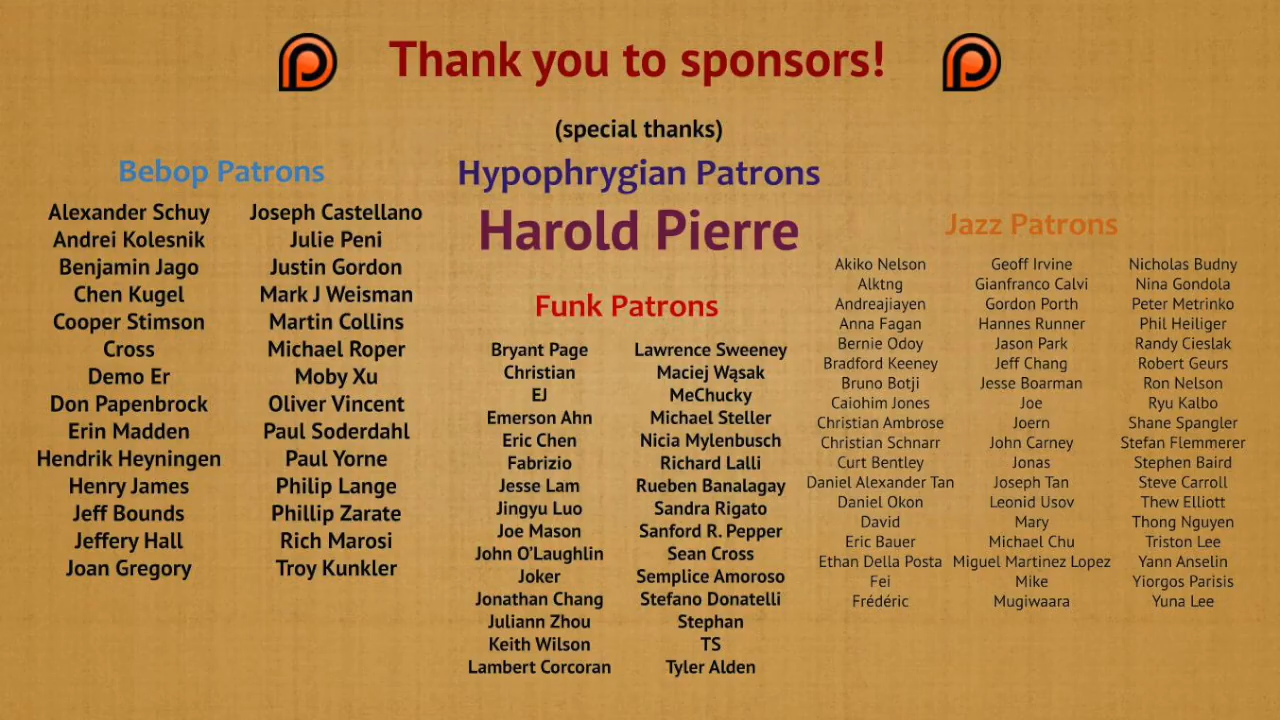 Thank you to sponsors!
(special thanks)
Bebop Patrons
Alexander Schuy
Andrei Kolesnik
Benjamin Jago
Chen Kugel
Cooper Stimson
Cross
Demo Er
Don Papenbrock
Erin Madden
Hendrik Heyningen
Henry James
Jeff Bounds
Jeffery Hall
Joan Gregory
Joseph Castellano
Julie Peni
Justin Gordon
Mark J Weisman
Martin Collins
Michael Roper
Moby Xu
Oliver Vincent
Paul Soderdahl
Paul Yorne
Philip Lange
Phillip Zarate
Rich Marosi
Troy Kunkler
Hypophrygian Patrons
Harold Pierre
Funk Patrons
Bryant Page
Christian
EJ
Emerson Ahn
Eric Chen
Fabrizio
Jesse Lam
Jingyu Luo
Joe Mason
John O'Laughlin
Joker
Jonathan Chang
Juliann Zhou
Keith Wilson
Lambert Corcoran
Lawrence Sweeney
Maciej Wąsak
MeChucky
Michael Steller
Nicia Mylenbusch
Richard Lalli
Rueben Banalagay
Sandra Rigato
Sanford R. Pepper
Sean Cross
Semplice Amoroso
Stefano Donatelli
Stephan
TS
Tyler Alden
Jazz Patrons
Akiko Nelson
Alktng
Andreajiayen
Anna Fagan
Bernie Odoy
Bradford Keeney
Bruno Botji
Caiohim Jones
Christian Ambrose
Christian Schnarr
Curt Bentley
Daniel Alexander Tan
Daniel Okon
David
Eric Bauer
Ethan Della Posta
Fei
Frédéric
Geoff Irvine
Gianfranco Calvi
Gordon Porth
Hannes Runner
Jason Park
Jeff Chang
Jesse Boarman
Joe
Joern
John Carney
Jonas
Joseph Tan
Leonid Usov
Mary
Michael Chu
Miguel Martinez Lopez
Mike
Mugiwaara
Nicholas Budny
Nina Gondola
Peter Metrinko
Phil Heiliger
Randy Cieslak
Robert Geurs
Ron Nelson
Ryu Kalbo
Shane Spangler
Stefan Flemmerer
Stephen Baird
Steve Carroll
Thew Elliott
Thong Nguyen
Triston Lee
Yann Anselin
Yiorgos Parisis
Yuna Lee